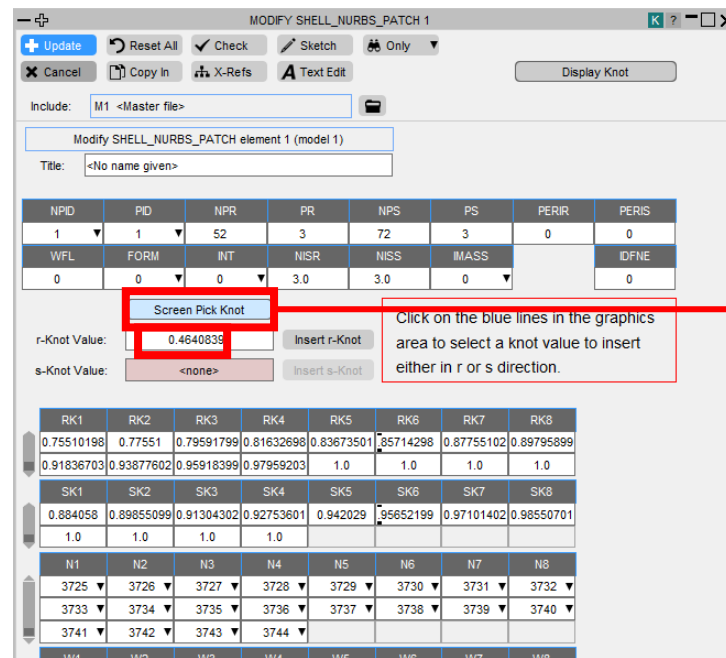 MODIFY SHELL_NURBS_PATCH 1 K ?
Update Reset All Check Sketch Only
Cancel Copy In X-Refs A Text Edit Display Knot
Include: M1 <Master file>
Modify SHELL_NURBS_PATCH element 1 (model 1)
Title: <No name given>
NPID PID NPR PR NPS PS PERIR PERIS
1 1 52 3 72 3 0 0
WFL FORM INT NISR NISS IMASS IDFNE
0 0 0 3.0 3.0 0 0
Screen Pick Knot
Click on the blue lines in the graphics
area to select a knot value to insert
either in r or s direction.
r-Knot Value: 0.4640839 Insert r-Knot
s-Knot Value: <none> Insert s-Knot
RK1 RK2 RK3 RK4 RK5 RK6 RK7 RK8
0.75510198 0.77551 0.79591799 0.81632698 0.83673501 .85714298 0.87755102 0.89795899
0.91836703 0.93877602 0.95918399 0.97959203 1.0 1.0 1.0 1.0
SK1 SK2 SK3 SK4 SK5 SK6 SK7 SK8
0.884058 0.89855099 0.91304302 0.92753601 0.942029 .95652199 0.97101402 0.98550701
1.0 1.0 1.0 1.0
N1 N2 N3 N4 N5 N6 N7 N8
3725 3726 3727 3728 3729 3730 3731 3732
3733 3734 3735 3736 3737 3738 3739 3740
3741 3742 3743 3744
W1 W2 W3 W4 W5 W6 W7 W8